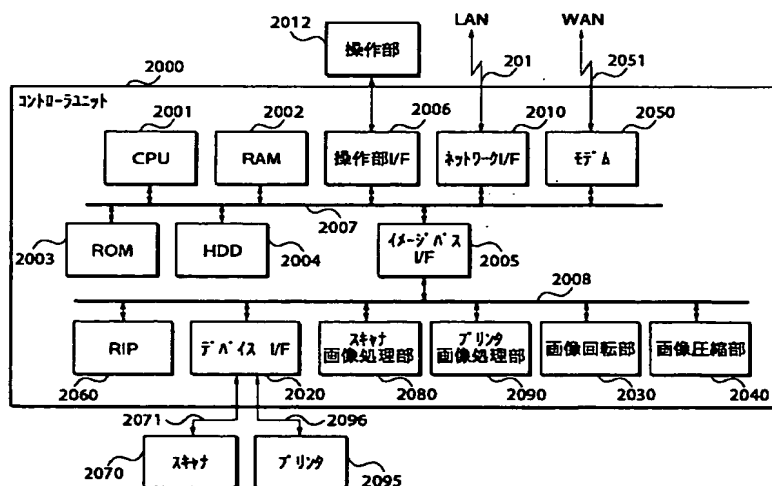 LAN
WAN
2012
操作部
201
2051
2000
コントローラユニット
2001
2002
2006
2010
2050
CPU
RAM
操作部I/F
ネットワークI/F
モデム
2007
2003
ROM
HDD
2004
イメージバス
I/F
2005
2008
RIP
デバイス I/F
スキャナ
画像処理部
プリンタ
画像処理部
画像回転部
画像圧縮部
2060
2020
2080
2090
2030
2040
2071
2096
2070
スキャナ
プリンタ
2095